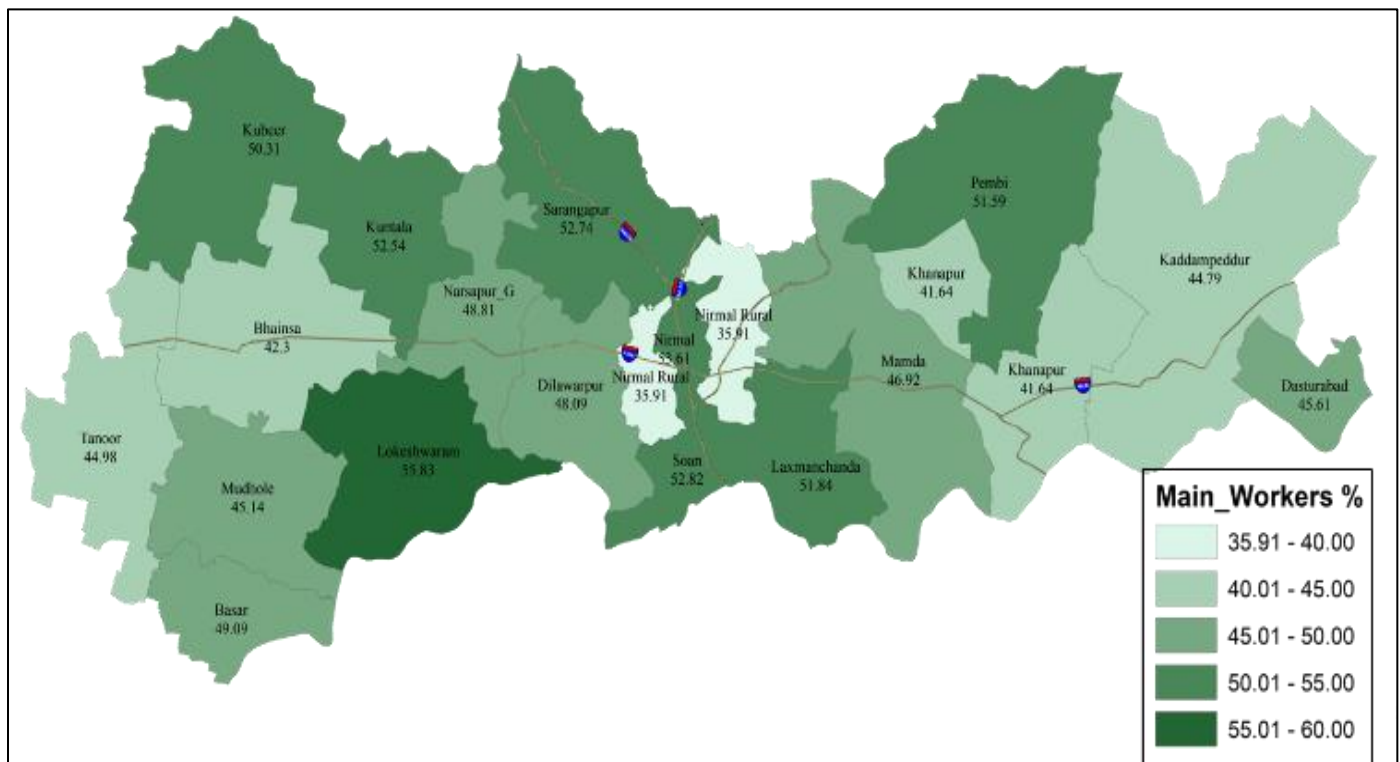 Kubeer
50.31
Kuntala
52.54
Sarangapur
52.74
Pembi
51.59
Kaddampeddur
44.79
Khanapur
41.64
Narsapur_G
48.81
Nirmal Rural
35.91
Bhainsa
42.3
Nirmal
53.61
Nirmal Rural
35.91
Dilawarpur
48.09
Mamda
46.92
Khanapur
41.64
Dasturabad
45.61
Tanoor
44.98
Lokeshwaram
55.83
Soan
52.82
Laxmanchanda
51.84
Mudhole
45.14
Basar
49.09
Main_Workers %
35.91 - 40.00
40.01 - 45.00
45.01 - 50.00
50.01 - 55.00
55.01 - 60.00